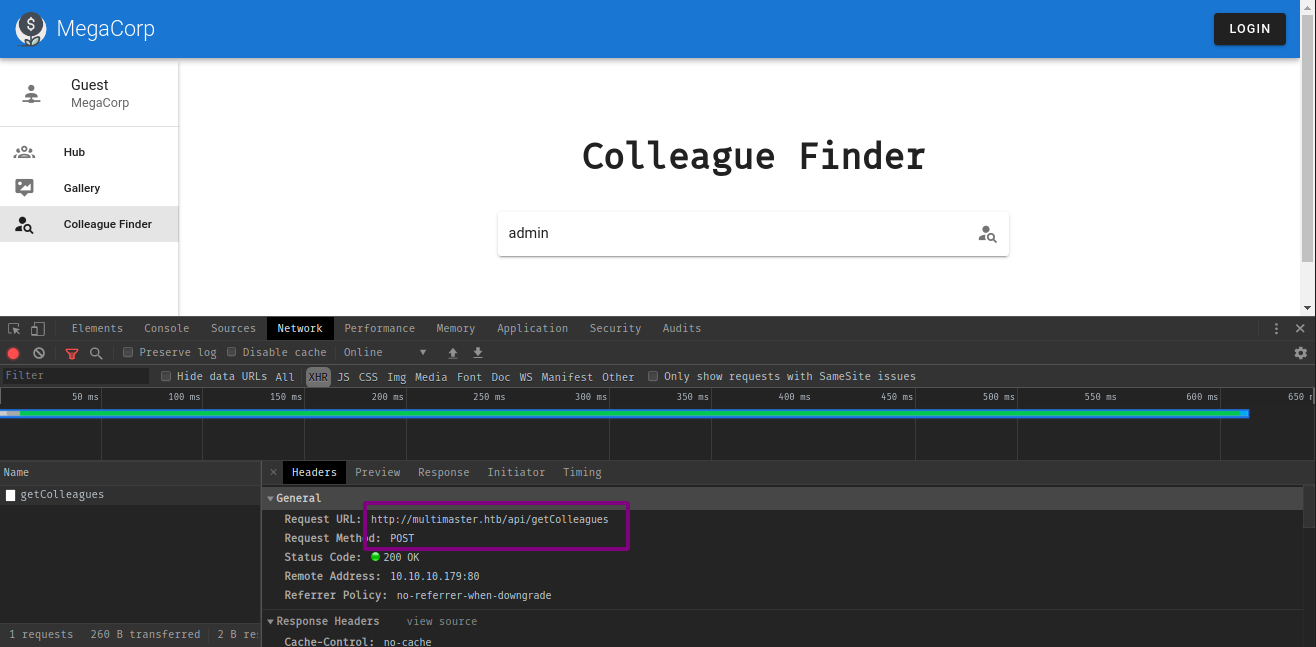 $ MegaCorp LOGIN
Guest
MegaCorp
Hub
Gallery
Colleague Finder
Colleague Finder
admin
Elements Console Sources Network Performance Memory Application Security Audits
Preserve log Disable cache Online ▼
Filter Hide data URLs All XHR JS CSS Img Media Font Doc WS Manifest Other Only show requests with SameSite issues
50 ms 100 ms 150 ms 200 ms 250 ms 300 ms 350 ms 400 ms 450 ms 500 ms 550 ms 600 ms 650
Name
getColleagues
1 requests 260 B transferred 2 B re
× Headers Preview Response Initiator Timing
▼General
Request URL: http://multimaster.htb/api/getColleagues
Request Method: POST
Status Code: 200 OK
Remote Address: 10.10.10.179:80
Referrer Policy: no-referrer-when-downgrade
▼Response Headers view source
Cache-Control: no-cache